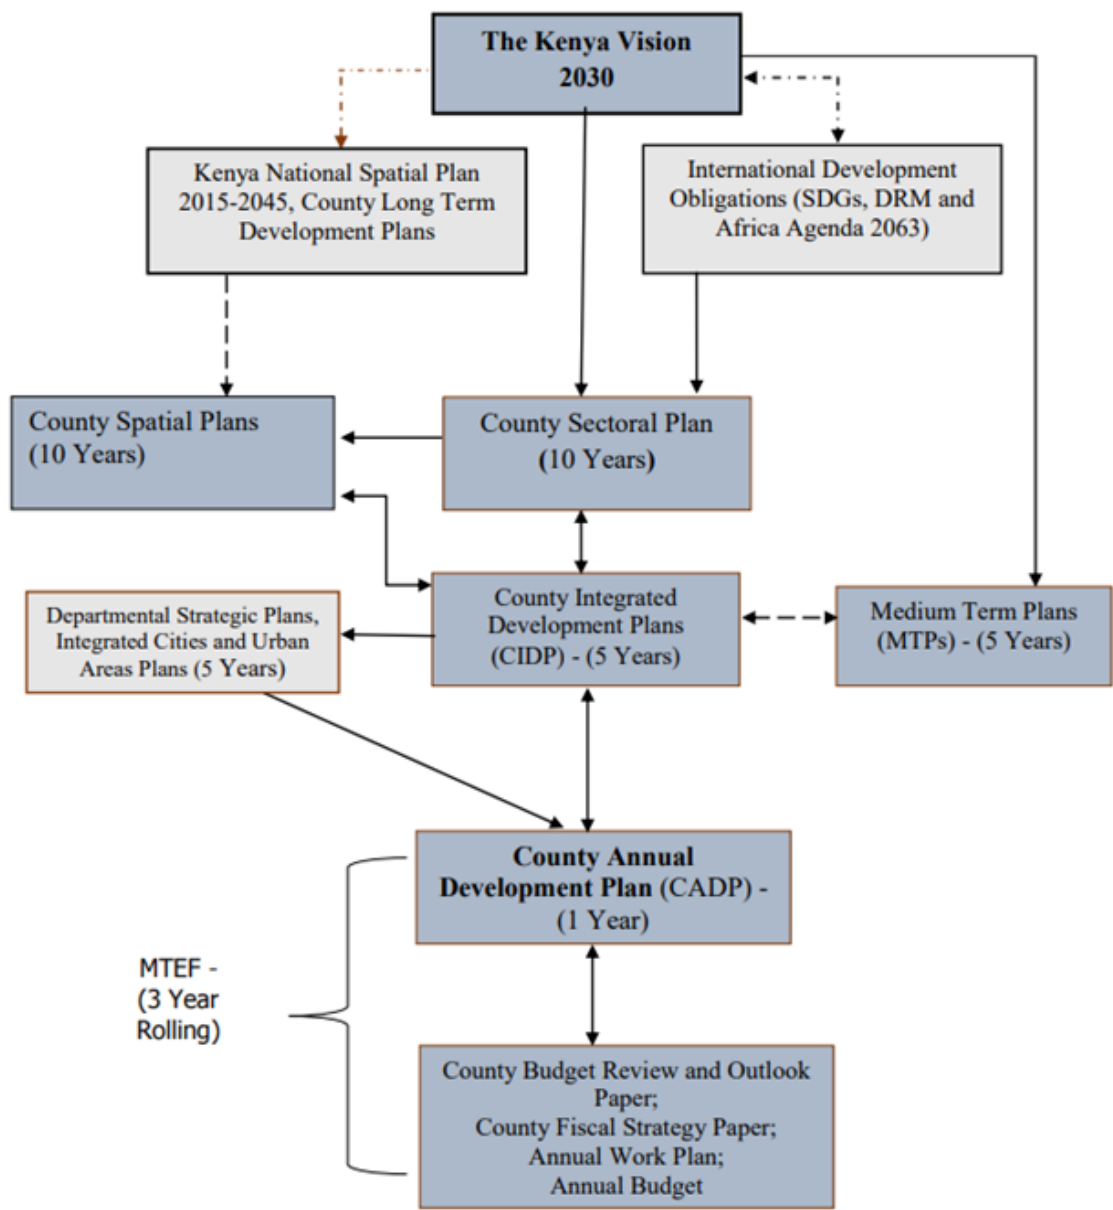 The Kenya Vision
2030
Kenya National Spatial Plan
2015-2045, County Long Term
Development Plans
International Development
Obligations (SDGs, DRM and
Africa Agenda 2063)
County Spatial Plans
(10 Years)
County Sectoral Plan
(10 Years)
Departmental Strategic Plans,
Integrated Cities and Urban
Areas Plans (5 Years)
County Integrated
Development Plans
(CIDP) - (5 Years)
Medium Term Plans
(MTPs) - (5 Years)
County Annual
Development Plan (CADP) -
(1 Year)
MTEF -
(3 Year
Rolling)
County Budget Review and Outlook
Paper;
County Fiscal Strategy Paper;
Annual Work Plan;
Annual Budget